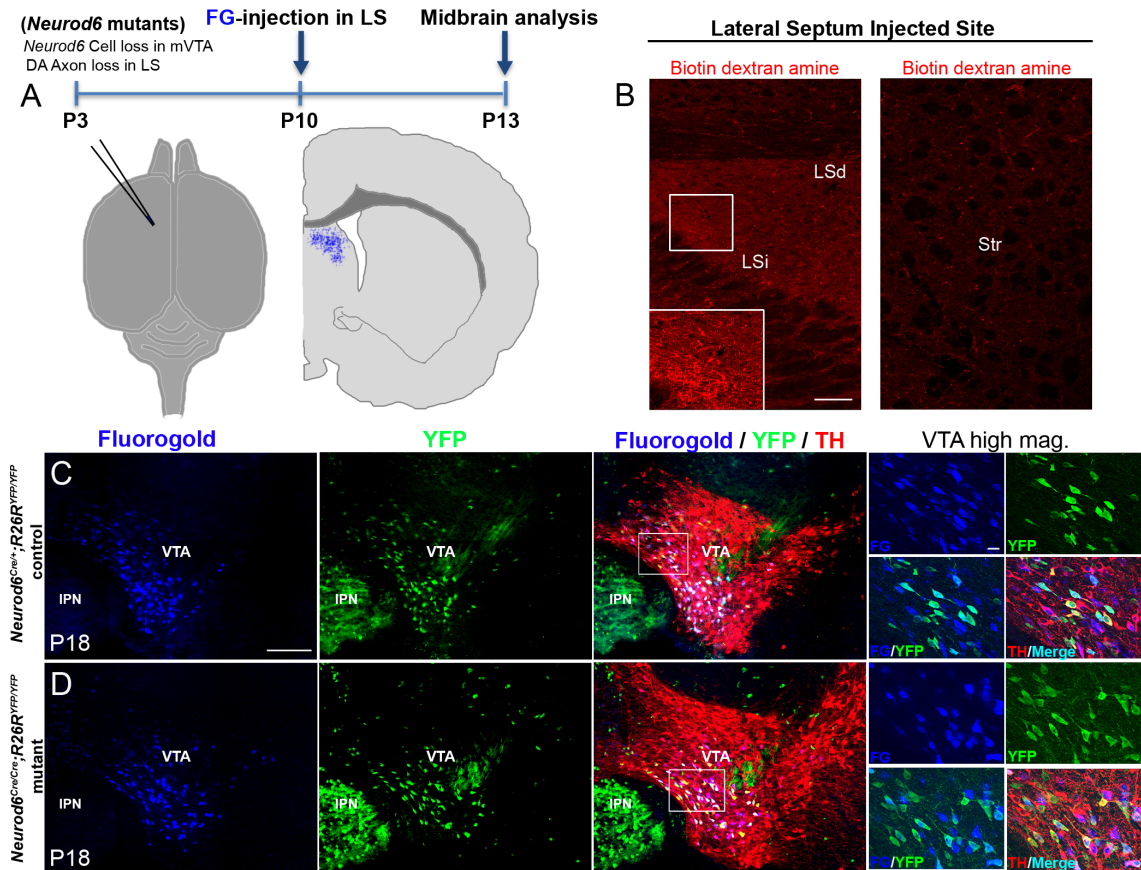 (Neurod6 mutants)
Neurod6 Cell loss in mVTA
DA Axon loss in LS
FG-injection in LS
Midbrain analysis
A
P3
P10
P13
Lateral Septum Injected Site
Biotin dextran amine
Biotin dextran amine
B
LSd
LSi
Str
Fluorogold
YFP
Fluorogold / YFP / TH
VTA high mag.
Neurod6Cre/+;R26RYFP/YFP
control
C
VTA
IPN
P18
VTA
IPN
VTA
IPN
FG
YFP
FG/YFP
TH/Merge
Neurod6Cre/Cre;R26RYFP/YFP
mutant
D
VTA
IPN
P18
VTA
IPN
VTA
IPN
FG
YFP
FG/YFP
TH/Merge